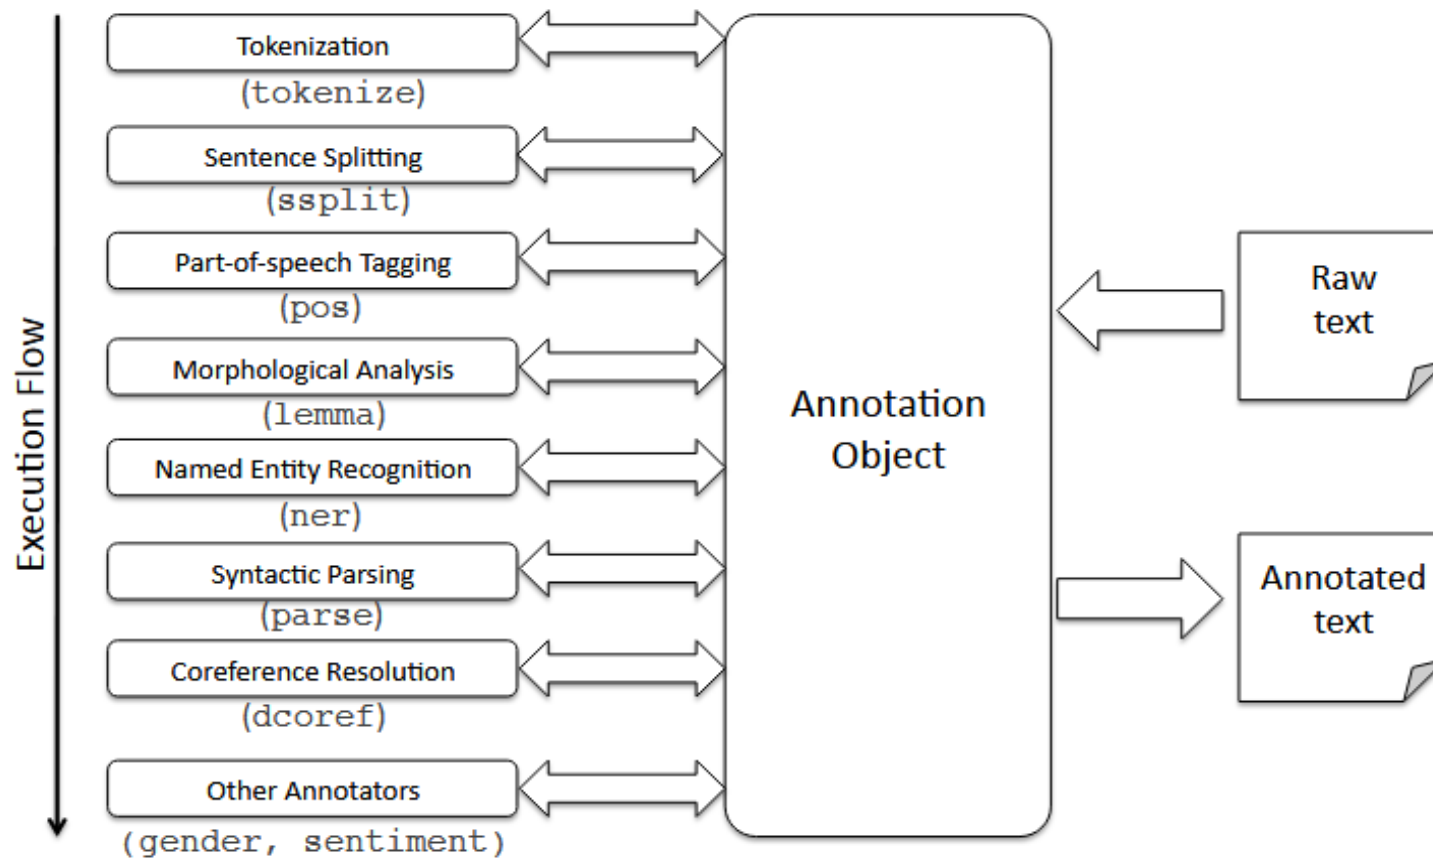 Execution Flow
Tokenization
(tokenize)
Sentence Splitting
(ssplit)
Part-of-speech Tagging
(pos)
Morphological Analysis
(lemma)
Named Entity Recognition
(ner)
Syntactic Parsing
(parse)
Coreference Resolution
(dcoref)
Other Annotators
(gender, sentiment)
Annotation
Object
Raw
text
Annotated
text